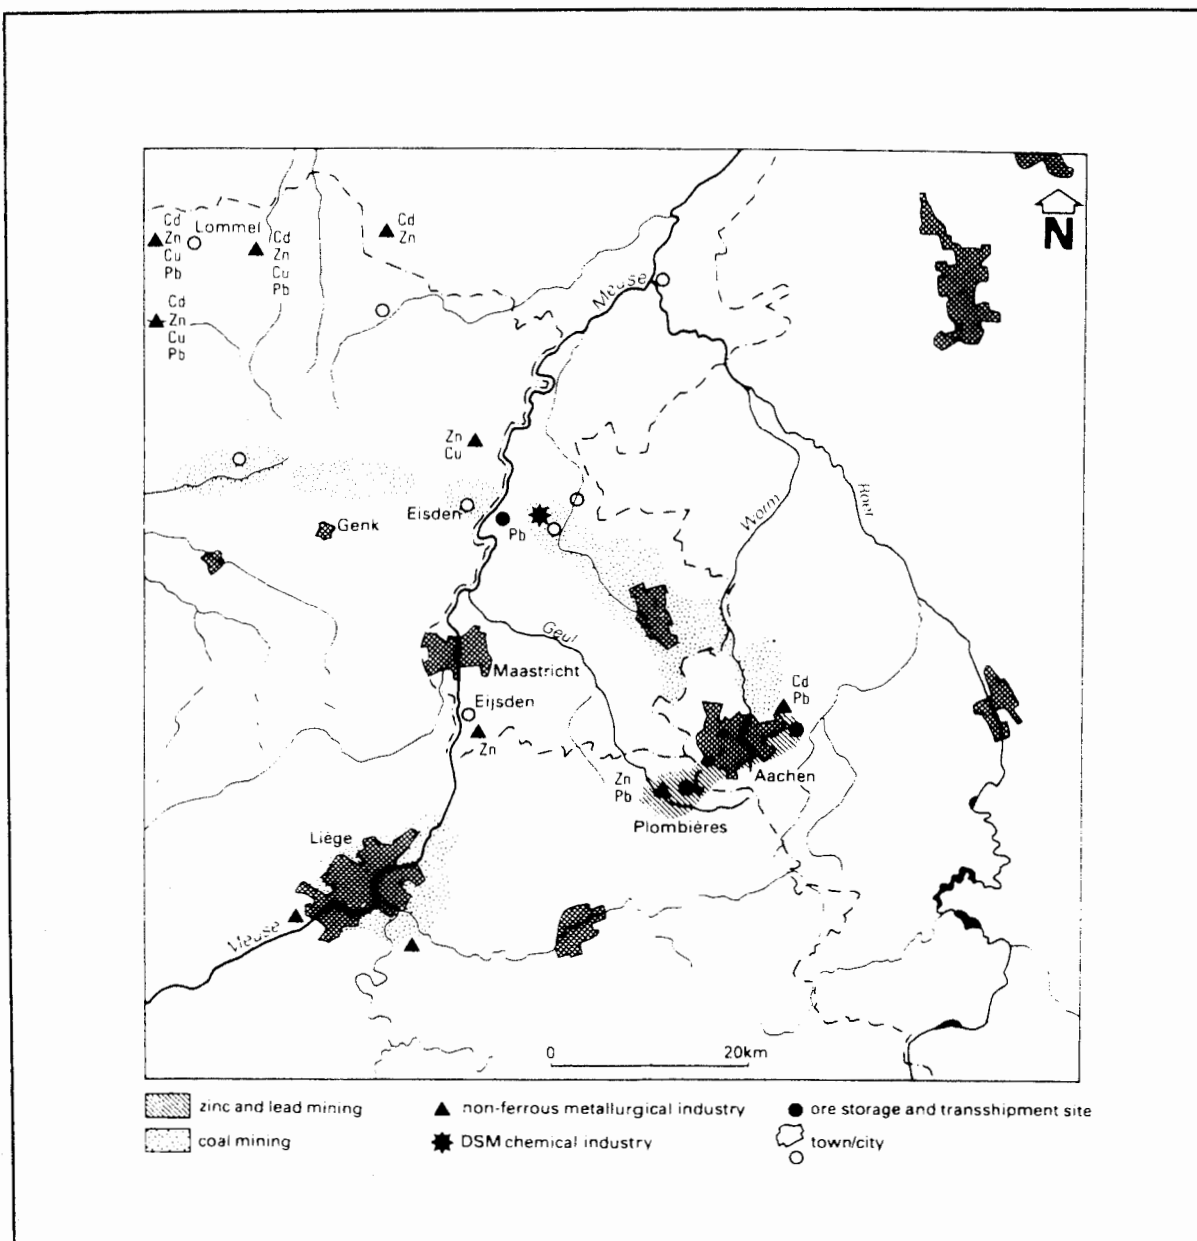 N
Cd
Zn
Cu
Pb
Lommel
Cd
Zn
Cu
Pb
Cd
Zn
Cd
Zn
Cu
Pb
Meuse
Zn
Cu
Eisden
Pb
Genk
Worm
Roer
Geul
Maastricht
Eijsden
Zn
Cd
Pb
Aachen
Zn
Pb
Plombières
Liège
Meuse
0 20km
zinc and lead mining
non-ferrous metallurgical industry
ore storage and transshipment site
coal mining
DSM chemical industry
town/city